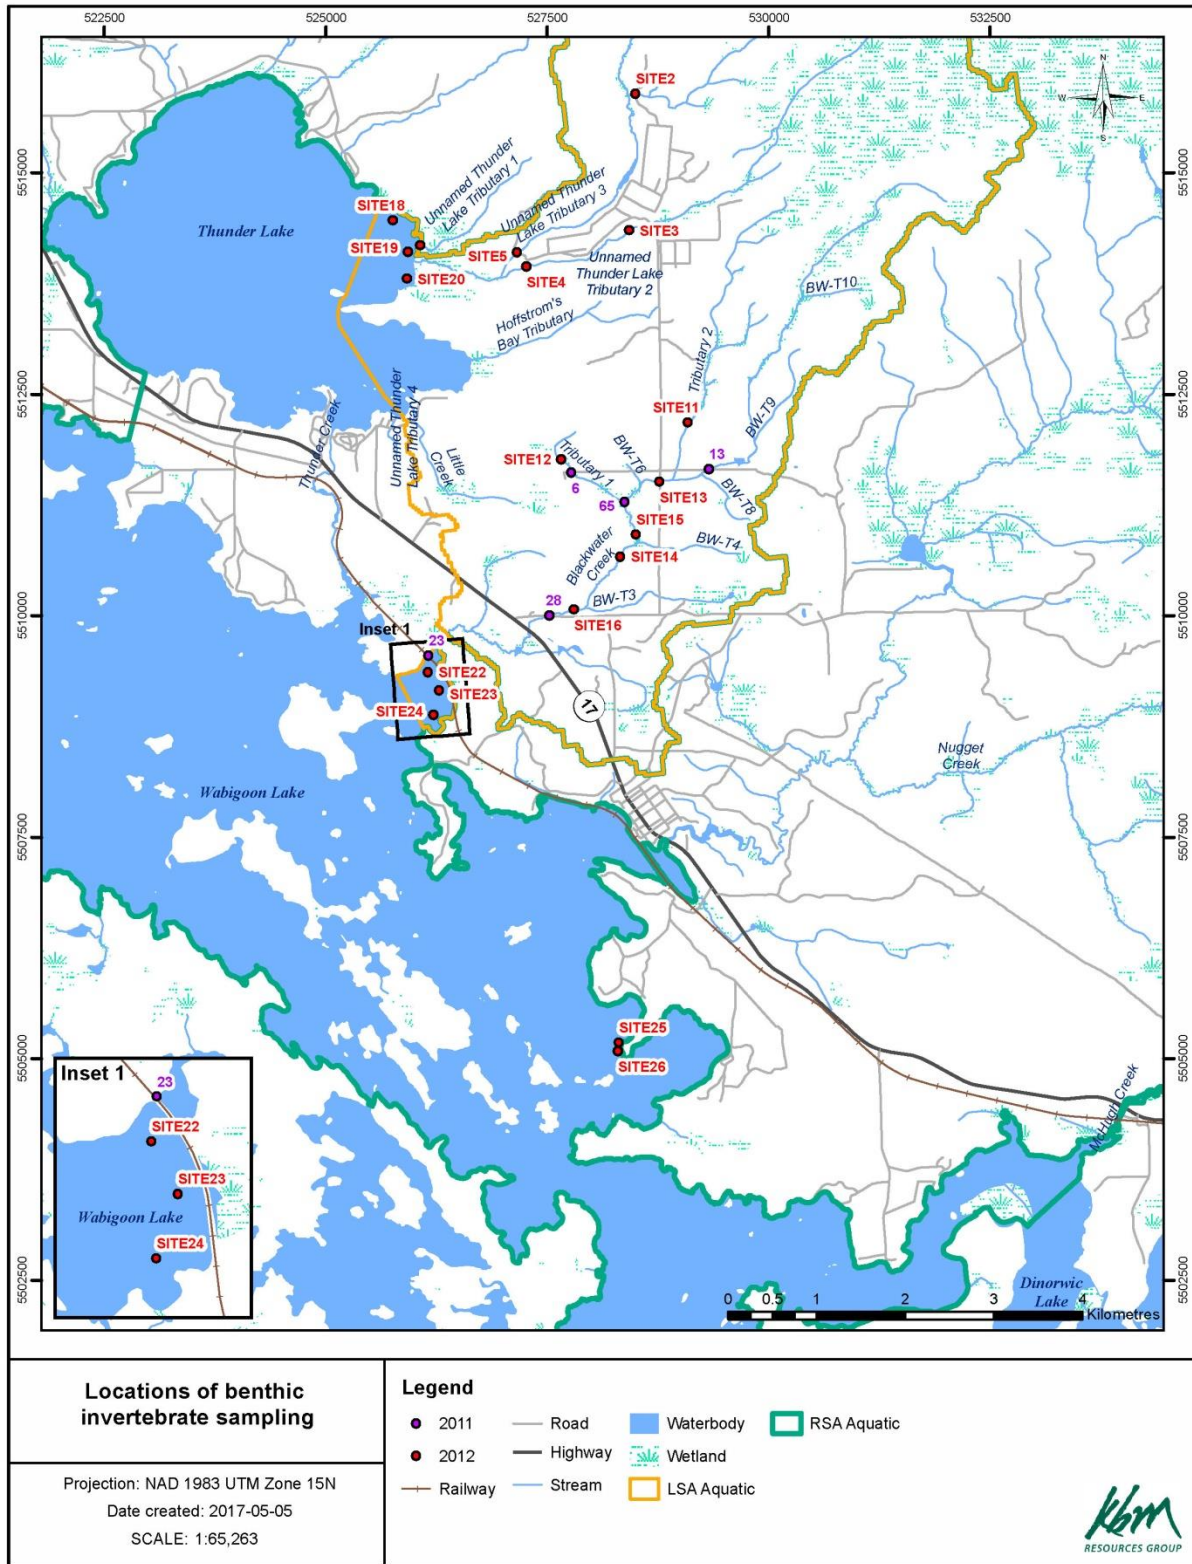 522500
525000
527500
530000
532500
5515000
5512500
5510000
5507500
5505000
5502500
5515000
5512500
5510000
5507500
5505000
5502500
N
W
E
S
SITE2
Unnamed Thunder
Lake Tributary 1
Unnamed Thunder
Lake Tributary 3
SITE18
Thunder Lake
SITE19
SITE20
SITE3
SITE5
SITE4
Unnamed
Thunder Lake
Tributary 2
Hoffstrom's
Bay Tributary
BW-T10
Tributary 2
BW-T9
Unnamed Thunder
Lake Tributary 4
Thunder Creek
Little
Creek
SITE11
SITE12
Tributary 1
BW-T6
13
6
65
SITE13
BW-T8
SITE15
Blackwater
Creek
SITE14
BW-T4
28
BW-T3
SITE16
Inset 1
23
SITE22
SITE23
SITE24
17
Nugget
Creek
Wabigoon Lake
SITE25
SITE26
McHugh Creek
Dinorwic
Lake
Inset 1
23
SITE22
SITE23
Wabigoon Lake
SITE24
0 0.5 1 2 3 4
Kilometres
Locations of benthic
invertebrate sampling
Projection: NAD 1983 UTM Zone 15N
Date created: 2017-05-05
SCALE: 1:65,263
Legend
2011
2012
Railway
Road
Highway
Stream
Waterbody
Wetland
LSA Aquatic
RSA Aquatic
kbm
RESOURCES GROUP